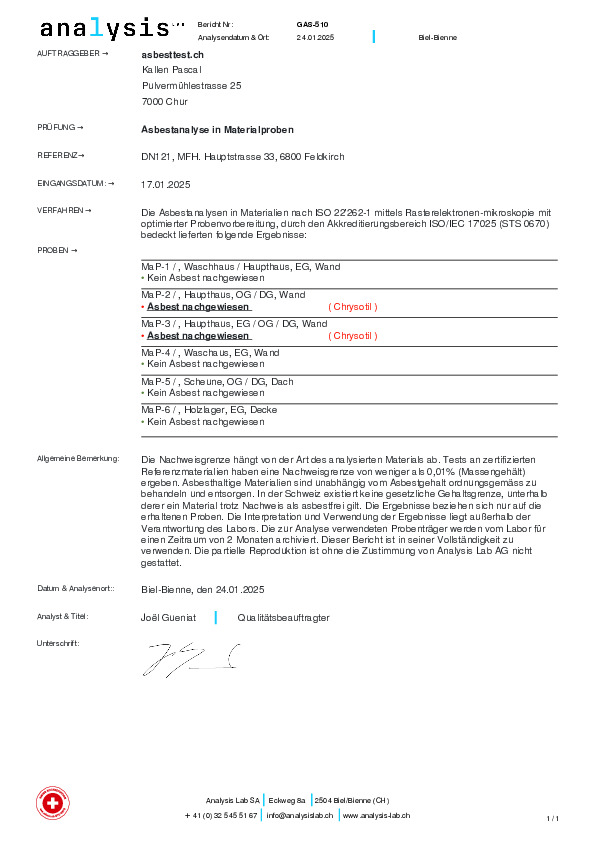 analysis
Bericht Nr: GAS-510
Analysendatum & Ort: 24.01.2025 Biel-Bienne
AUFTRAGGEBER → asbesttest.ch
Kallen Pascal
Pulvermühlestrasse 25
7000 Chur
PRÜFUNG → Asbestanalyse in Materialproben
REFERENZ→ DN121, MFH. Hauptstrasse 33, 6800 Feldkirch
EINGANGSDATUM: → 17.01.2025
VERFAHREN → Die Asbestanalysen in Materialien nach ISO 22'262-1 mittels Rasterelektronen-mikroskopie mit
optimierter Probenvorbereitung, durch den Akkreditierungsbereich ISO/IEC 17025 (STS 0670)
bedeckt lieferten folgende Ergebnisse:
PROBEN →
MaP-1 / , Waschhaus / Haupthaus, EG, Wand
• Kein Asbest nachgewiesen
MaP-2 / , Haupthaus, OG / DG, Wand
• Asbest nachgewiesen ( Chrysotil )
MaP-3 / , Haupthaus, EG / OG / DG, Wand
• Asbest nachgewiesen ( Chrysotil )
MaP-4 / , Waschaus, EG, Wand
• Kein Asbest nachgewiesen
MaP-5 / , Scheune, OG / DG, Dach
• Kein Asbest nachgewiesen
MaP-6 / , Holzlager, EG, Decke
• Kein Asbest nachgewiesen
Allgemeine Bemerkung: Die Nachweisgrenze hängt von der Art des analysierten Materials ab. Tests an zertifizierten
Referenzmaterialien haben eine Nachweisgrenze von weniger als 0,01% (Massengehält)
ergeben. Asbesthaltige Materialien sind unabhängig vom Asbestgehalt ordnungsgemäss zu
behandeln und entsorgen. In der Schweiz existiert keine gesetzliche Gehaltsgrenze, unterhalb
derer ein Material trotz Nachweis als asbestfrei gilt. Die Ergebnisse beziehen sich nur auf die
erhaltenen Proben. Die Interpretation und Verwendung der Ergebnisse liegt außerhalb der
Verantwortung des Labors. Die zur Analyse verwendeten Probenträger werden vom Labor für
einen Zeitraum von 2 Monaten archiviert. Dieser Bericht ist in seiner Vollständigkeit zu
verwenden. Die partielle Reproduktion ist ohne die Zustimmung von Analysis Lab AG nicht
gestattet.
Datum & Analysenort:: Biel-Bienne, den 24.01.2025
Analyst & Titel: Joël Gueniat Qualitätsbeauftragter
Unterschrift:
Analysis Lab SA Eckweg 8a 2504 Biel/Bienne (CH)
+ 41 (0) 32 545 51 67 info@analysislab.ch www.analysis-lab.ch
1 / 1